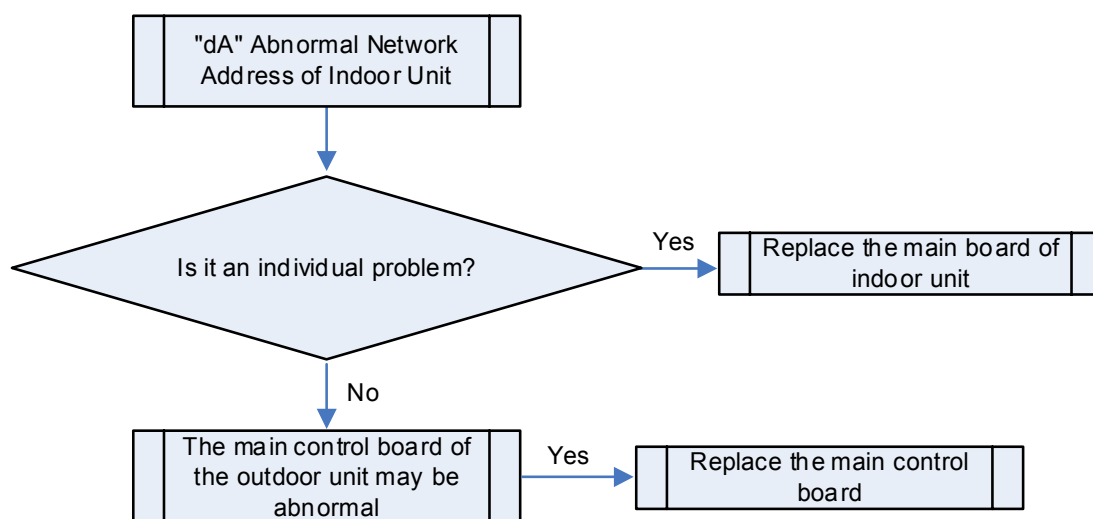 "dA" Abnormal Network
Address of Indoor Unit
Is it an individual problem?
Yes
Replace the main board of
indoor unit
No
The main control board of
the outdoor unit may be
abnormal
Yes
Replace the main control
board